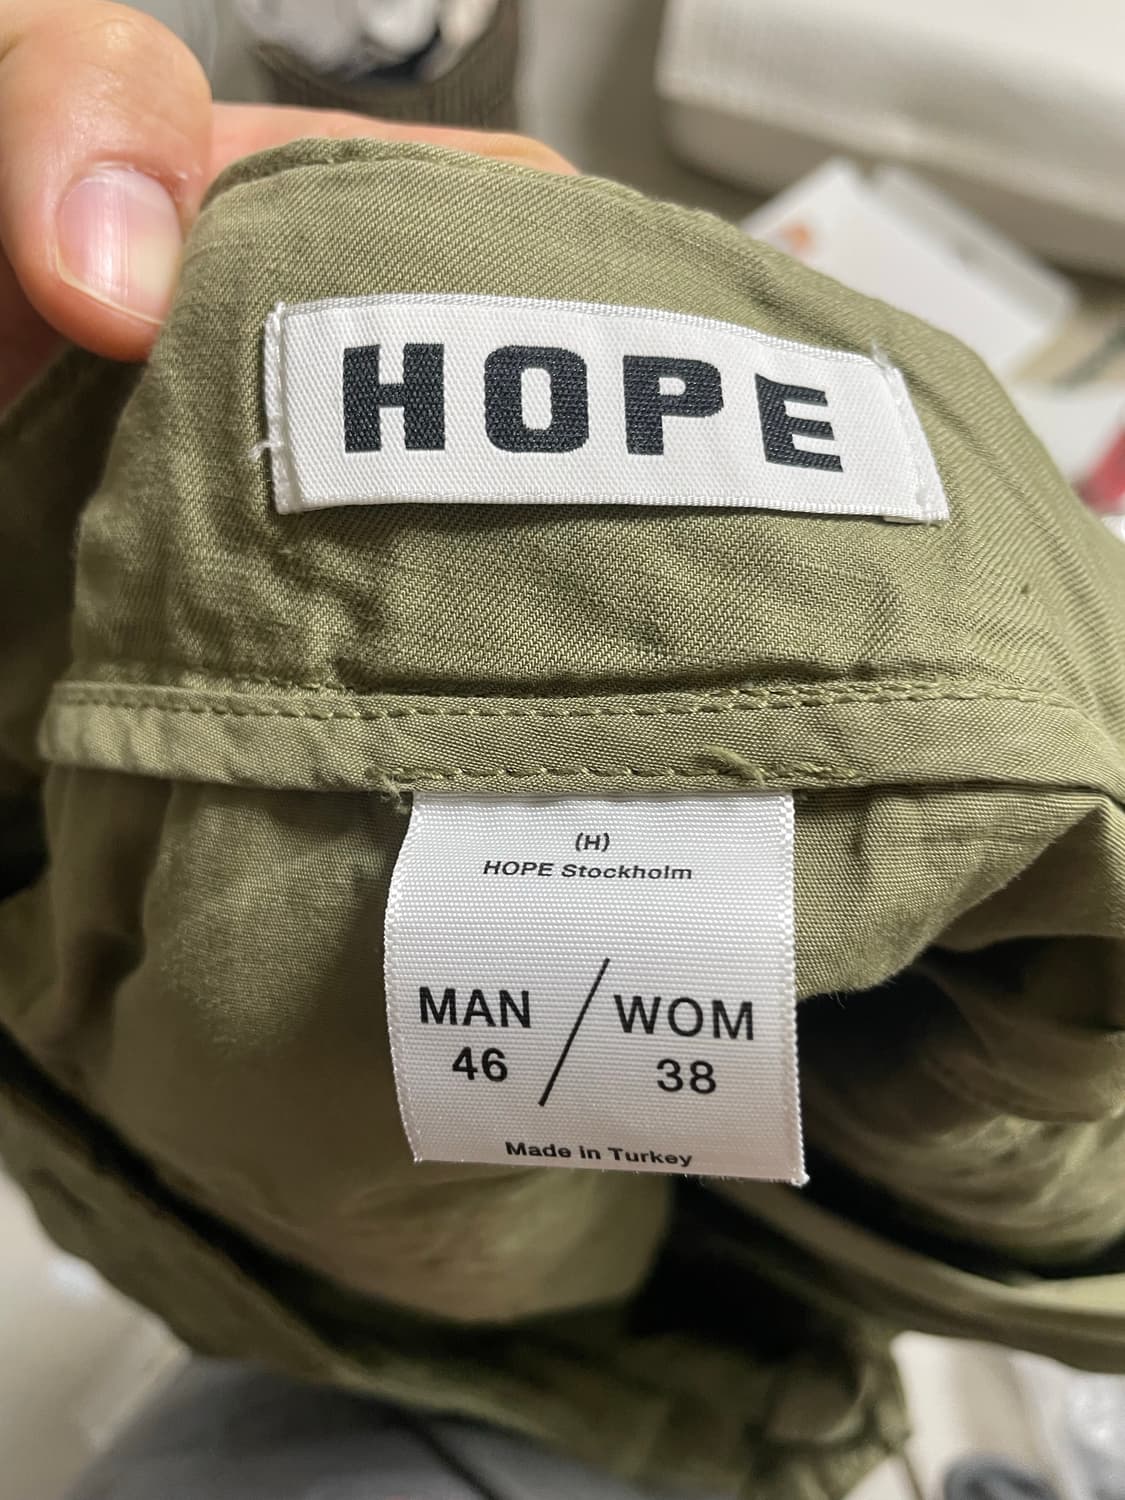 HOPE
(H)
HOPE Stockholm
MAN / WOM
46 38
Made in Turkey